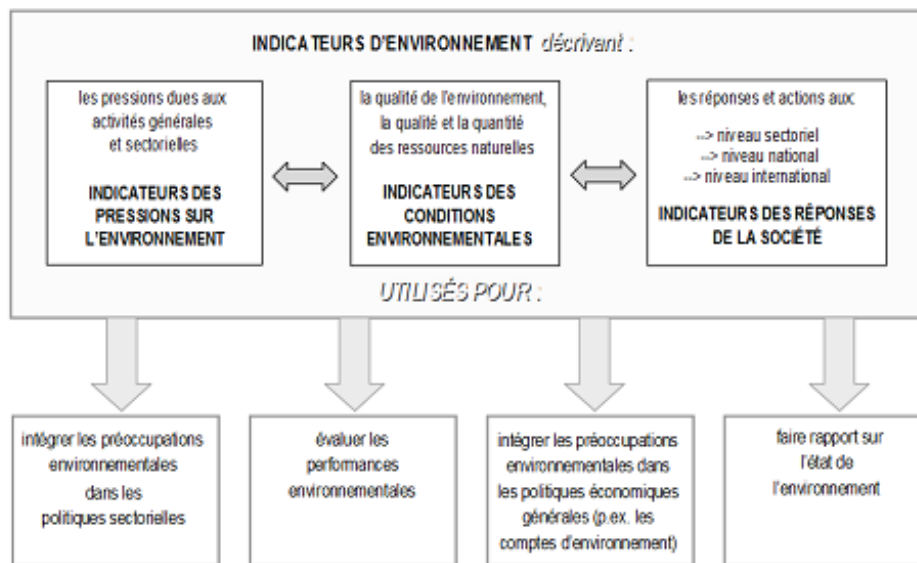 INDICATEURS D'ENVIRONNEMENT décrivant :
les pressions dues aux
activités générales
et sectorielles
INDICATEURS DES
PRESSIONS SUR
L'ENVIRONNEMENT
la qualité de l'environnement,
la qualité et la quantité
des ressources naturelles
INDICATEURS DES
CONDITIONS
ENVIRONNEMENTALES
les réponses et actions aux:
--> niveau sectoriel
--> niveau national
--> niveau international
INDICATEURS DES RÉPONSES
DE LA SOCIÉTÉ
UTILISÉS POUR :
intégrer les préoccupations
environnementales
dans les
politiques sectorielles
évaluer les
performances
environnementales
intégrer les préoccupations
environnementales dans
les politiques économiques
générales (p.ex. les
comptes d'environnement)
faire rapport sur
l'état de
l'environnement